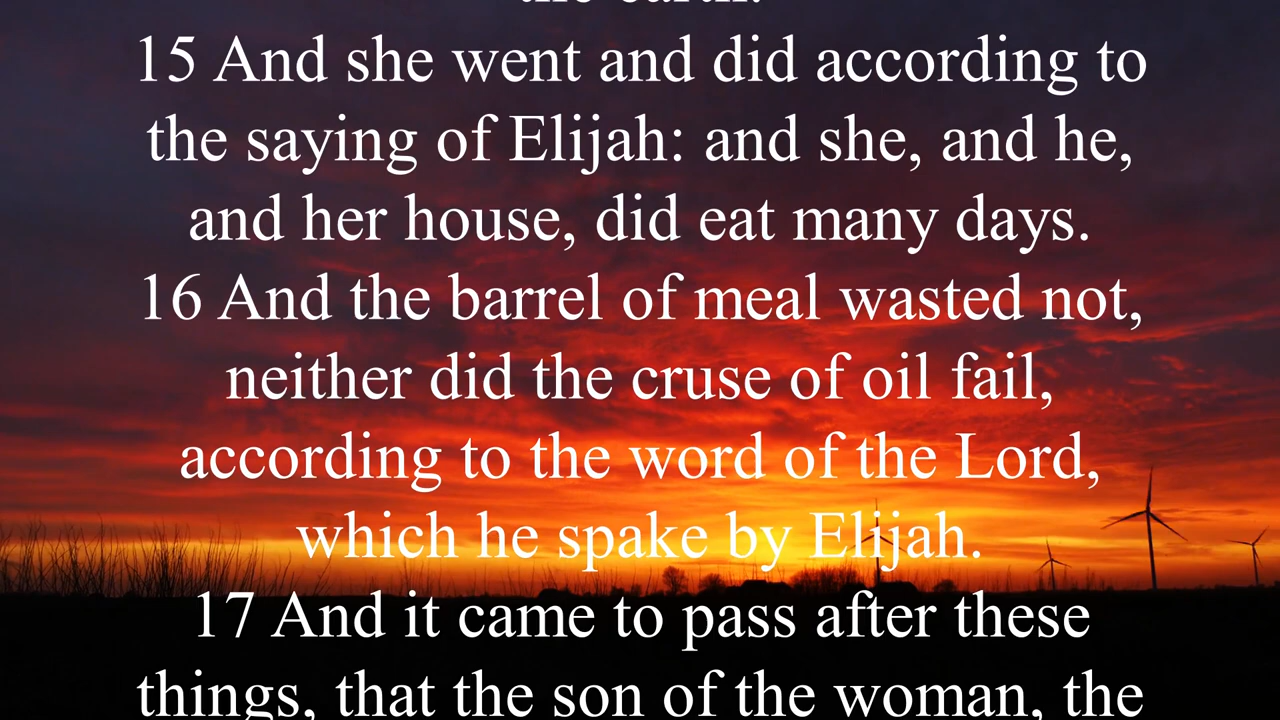 the earth.
15 And she went and did according to
the saying of Elijah: and she, and he,
and her house, did eat many days.
16 And the barrel of meal wasted not,
neither did the cruse of oil fail,
according to the word of the Lord,
which he spake by Elijah.
17 And it came to pass after these
things, that the son of the woman, the